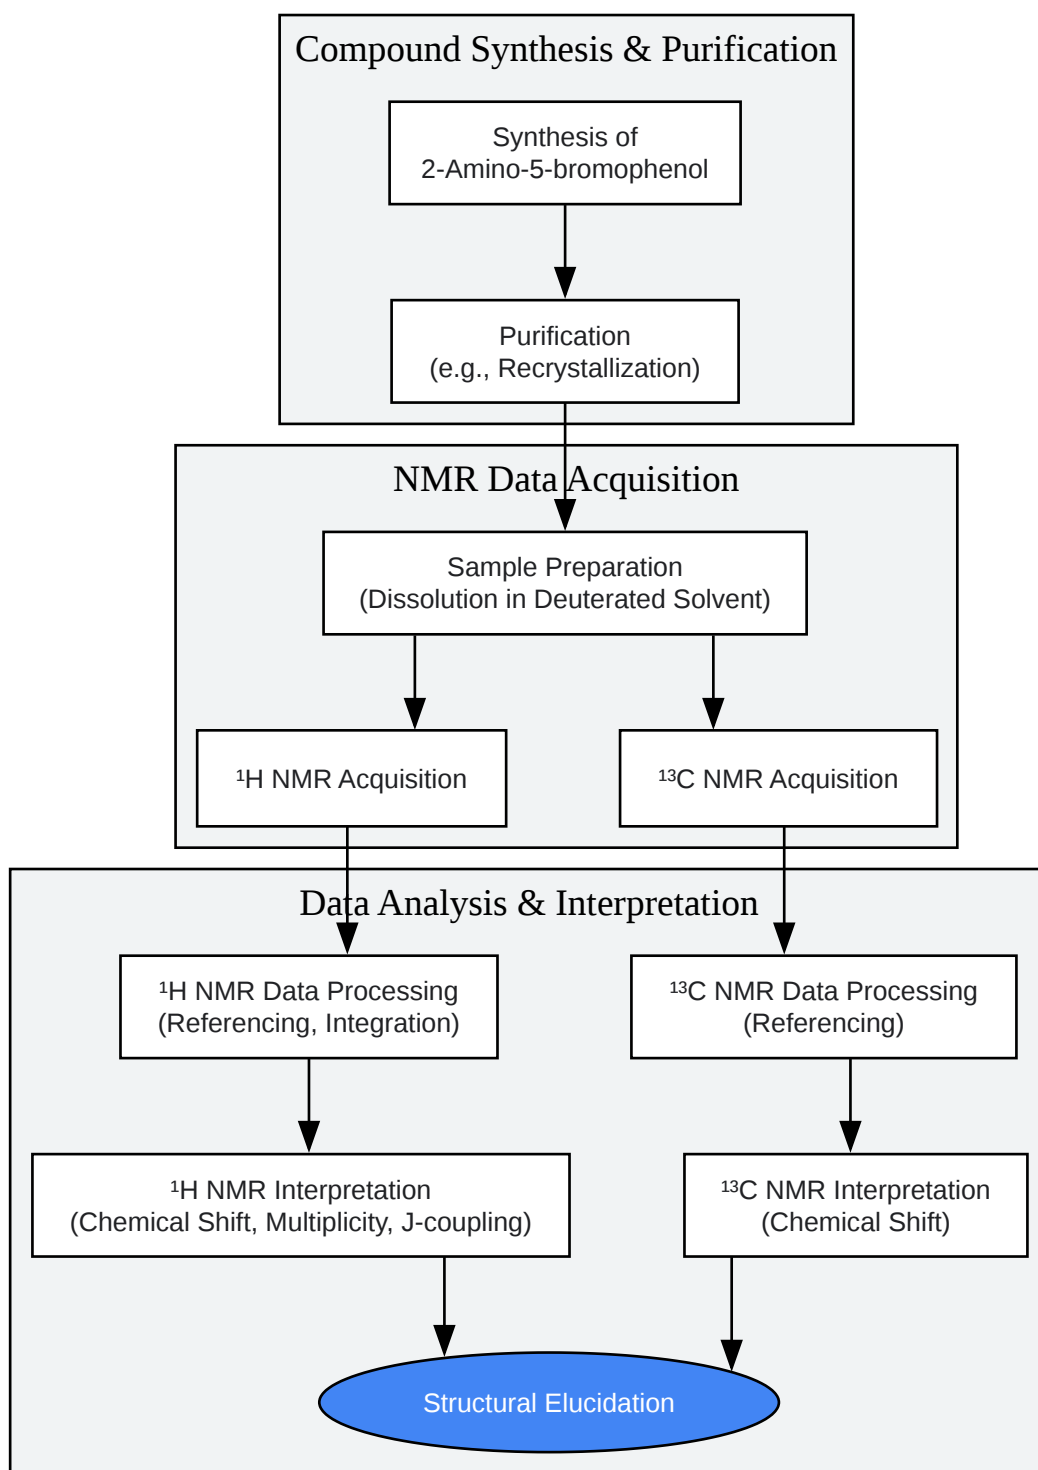 Compound Synthesis & Purification
Synthesis of
2-Amino-5-bromophenol
Purification
(e.g., Recrystallization)
NMR Data Acquisition
Sample Preparation
(Dissolution in Deuterated Solvent)
¹H NMR Acquisition
¹³C NMR Acquisition
Data Analysis & Interpretation
¹H NMR Data Processing
(Referencing, Integration)
¹³C NMR Data Processing
(Referencing)
¹H NMR Interpretation
(Chemical Shift, Multiplicity, J-coupling)
¹³C NMR Interpretation
(Chemical Shift)
Structural Elucidation